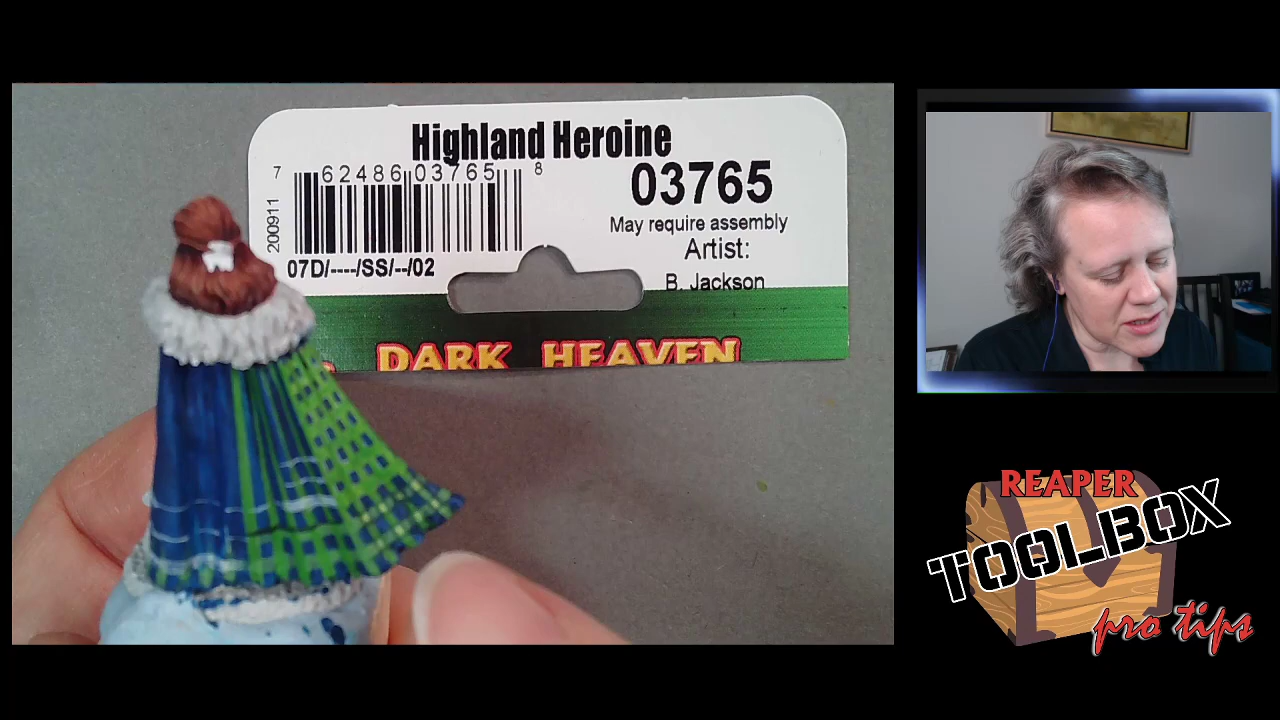 Highland Heroine
7 62486 03765 8
03765
200911
May require assembly
Artist:
07D/----/SS/--/02
B. Jackson
DARK HEAVEN
REAPER
TOOLBOX
pro tips